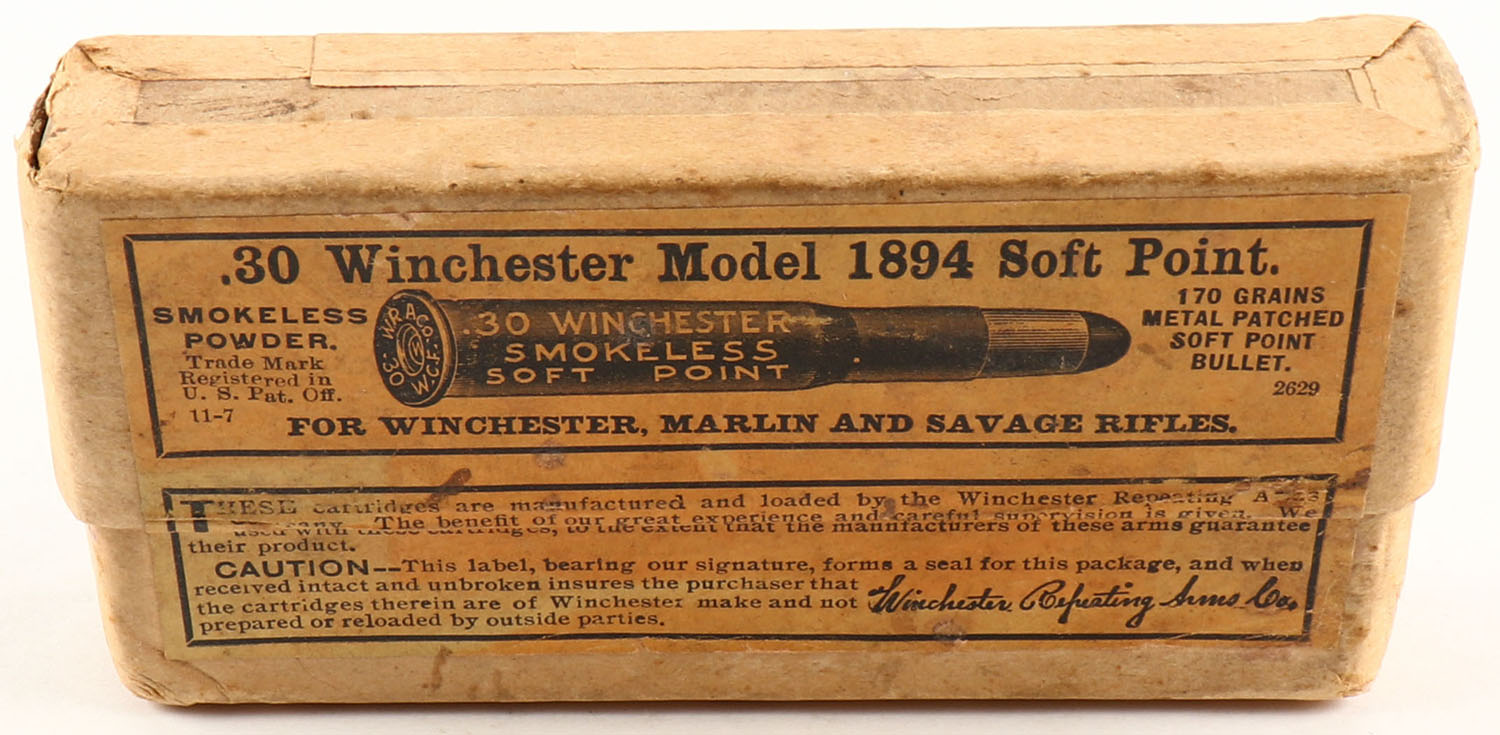 .30 Winchester Model 1894 Soft Point.
SMOKELESS
POWDER.
Trade Mark
Registered in
U. S. Pat. Off.
11-7
W.R.A.Co.
.30 W.C.F.
.30 WINCHESTER
SMOKELESS
SOFT POINT
170 GRAINS
METAL PATCHED
SOFT POINT
BULLET.
2629
FOR WINCHESTER, MARLIN AND SAVAGE RIFLES.
THESE cartridges are manufactured and loaded by the Winchester Repeating
The benefit of our great experience and careful supervision is given. We
used with these cartridges, to the extent that the manufacturers of these arms guarantee
their product.
CAUTION--This label, bearing our signature, forms a seal for this package, and when
received intact and unbroken insures the purchaser that
the cartridges therein are of Winchester make and not
prepared or reloaded by outside parties.
Winchester Repeating Arms Co.